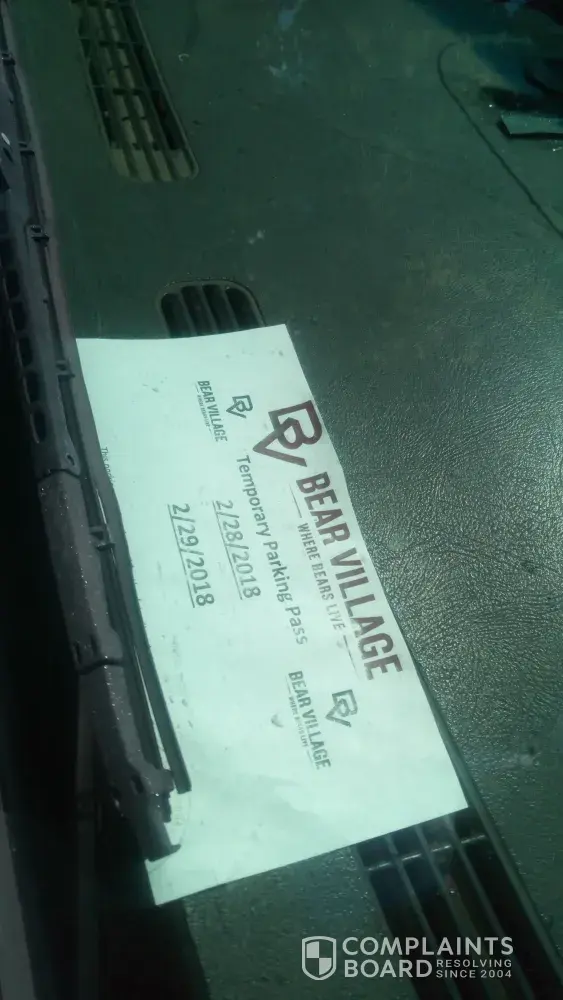 BEAR VILLAGE
WHERE BEARS LIVE
BEAR VILLAGE
Temporary Parking Pass
BEAR VILLAGE
2/28/2018
2/29/2018
COMPLAINTS
BOARD RESOLVING
SINCE 2004